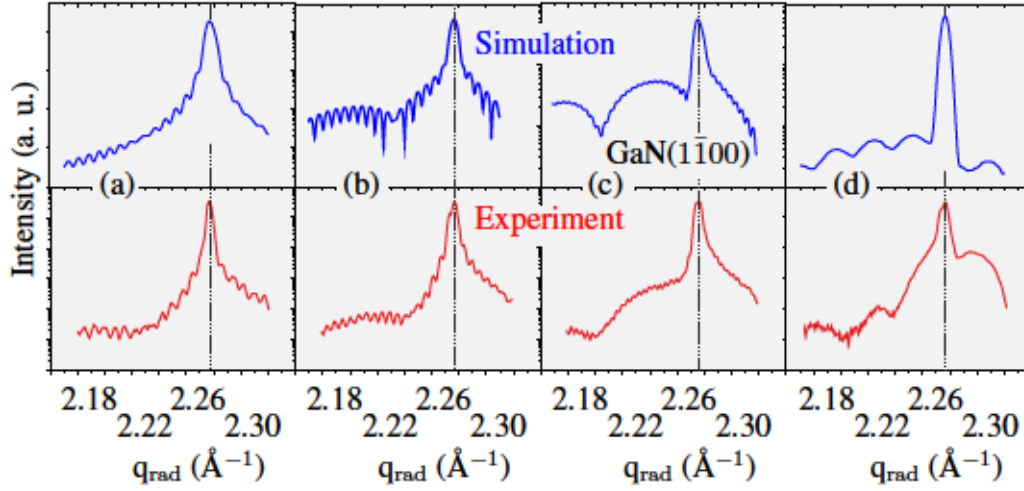 Intensity (a. u.)
Simulation
GaN(11̄00)
(a) (b) (c) (d)
Experiment
2.18 2.26 2.18 2.26 2.18 2.26 2.18 2.26
2.22 2.30 2.22 2.30 2.22 2.30 2.22 2.30
q_rad (Å⁻¹) q_rad (Å⁻¹) q_rad (Å⁻¹) q_rad (Å⁻¹)